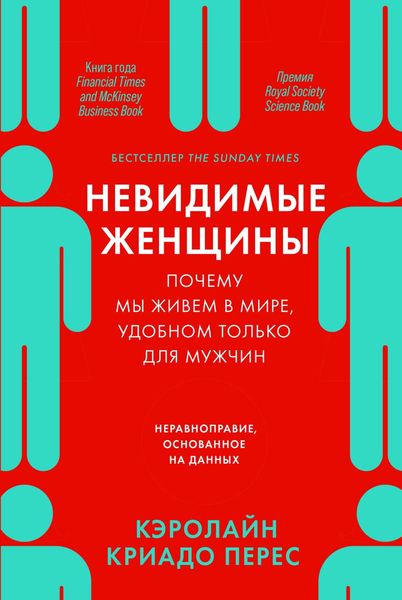 Книга года
Financial Times
and McKinsey
Business Book
Премия
Royal Society
Science Book
БЕСТСЕЛЛЕР THE SUNDAY TIMES
НЕВИДИМЫЕ
ЖЕНЩИНЫ
ПОЧЕМУ
МЫ ЖИВЕМ В МИРЕ,
УДОБНОМ ТОЛЬКО
ДЛЯ МУЖЧИН
НЕРАВНОПРАВИЕ,
ОСНОВАННОЕ
НА ДАННЫХ
КЭРОЛАЙН
КРИАДО ПЕРЕС